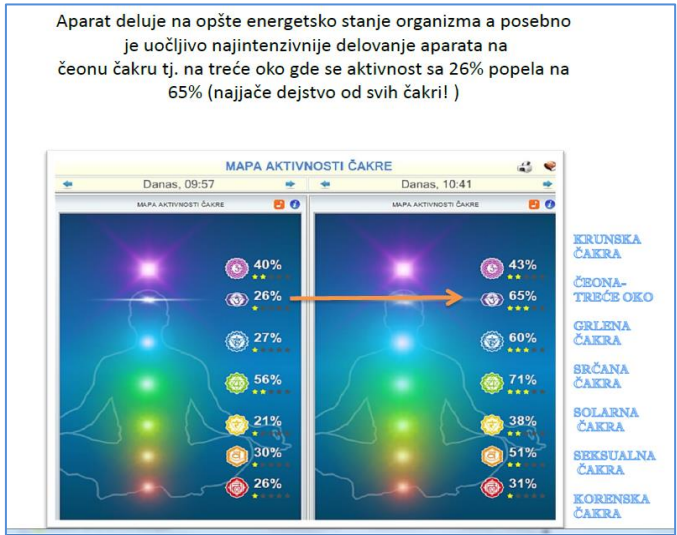 Aparat deluje na opšte energetsko stanje organizma a posebno
je uočljivo najintenzivnije delovanje aparata na
čeonu čakru tj. na treće oko gde se aktivnost sa 26% popela na
65% (najjače dejstvo od svih čakri! )
MAPA AKTIVNOSTI ČAKRE
Danas, 09:57
Danas, 10:41
MAPA AKTIVNOSTI ČAKRE
MAPA AKTIVNOSTI ČAKRE
40%
26%
27%
56%
21%
30%
26%
43%
65%
60%
71%
38%
51%
31%
KRUNSKA
ČAKRA
ČEONA-
TREĆE OKO
GRLENA
ČAKRA
SRČANA
ČAKRA
SOLARNA
ČAKRA
SEKSUALNA
ČAKRA
KORENSKA
ČAKRA